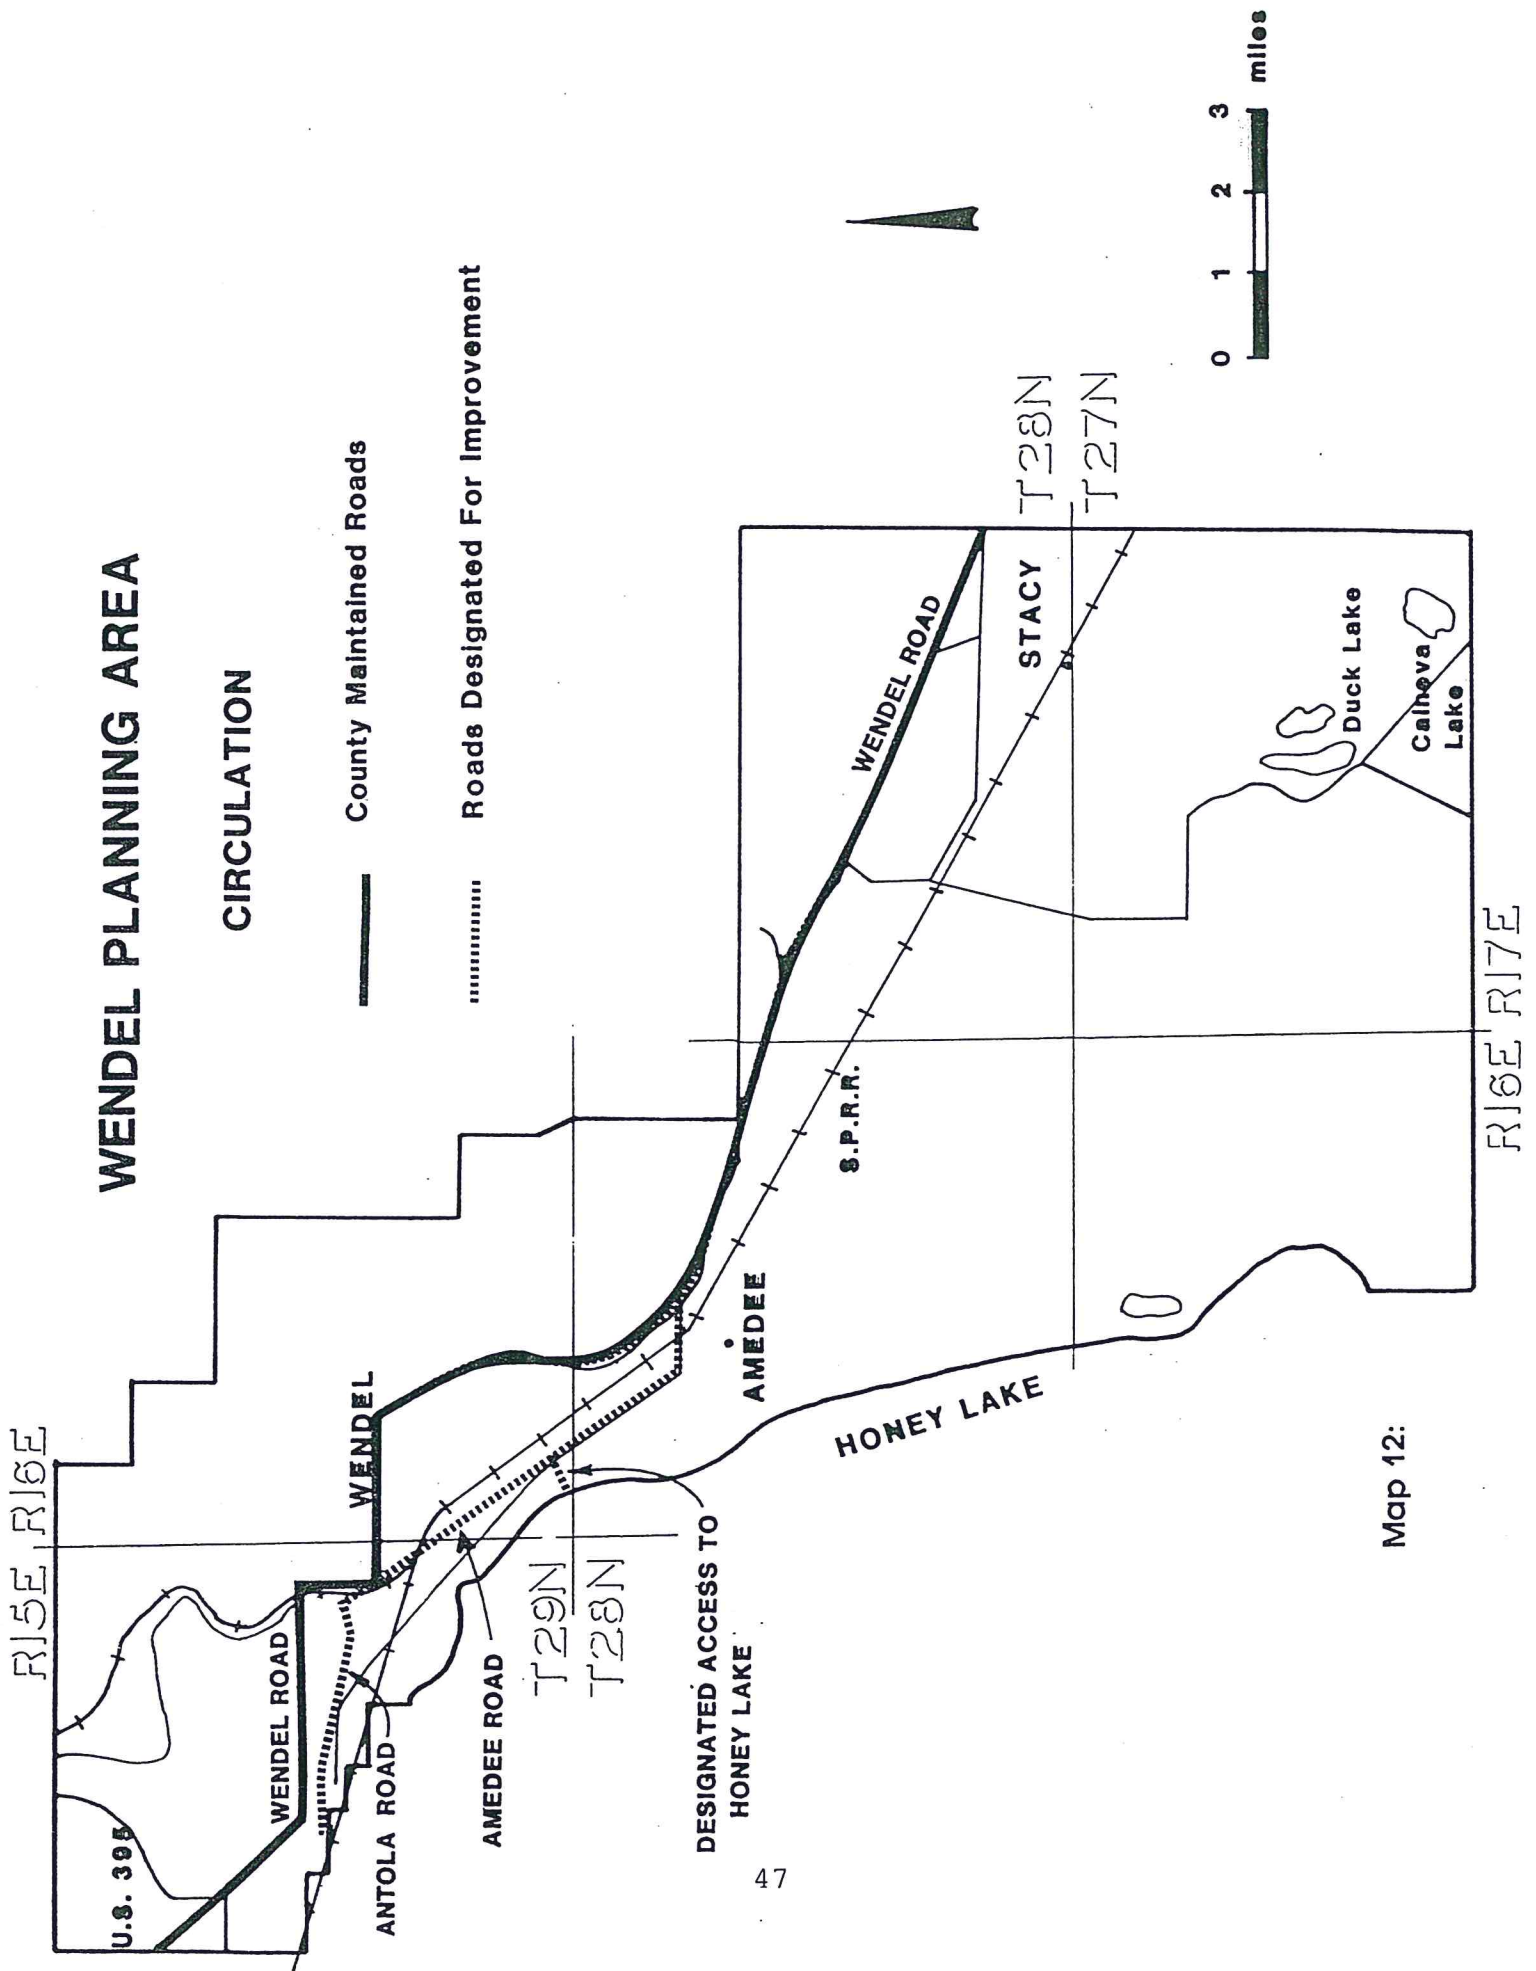 WENDEL PLANNING AREA
CIRCULATION
County Maintained Roads
Roads Designated For Improvement
R15E R16E
U.S. 395
WENDEL ROAD
WENDEL
ANTOLA ROAD
AMEDEE ROAD
T29N
T28N
DESIGNATED ACCESS TO
HONEY LAKE
AMEDEE
HONEY LAKE
S.P.R.R.
WENDEL ROAD
STACY
T28N
T27N
Duck Lake
Calneva
Lake
R16E R17E
0 1 2 3 miles
Map 12:
47